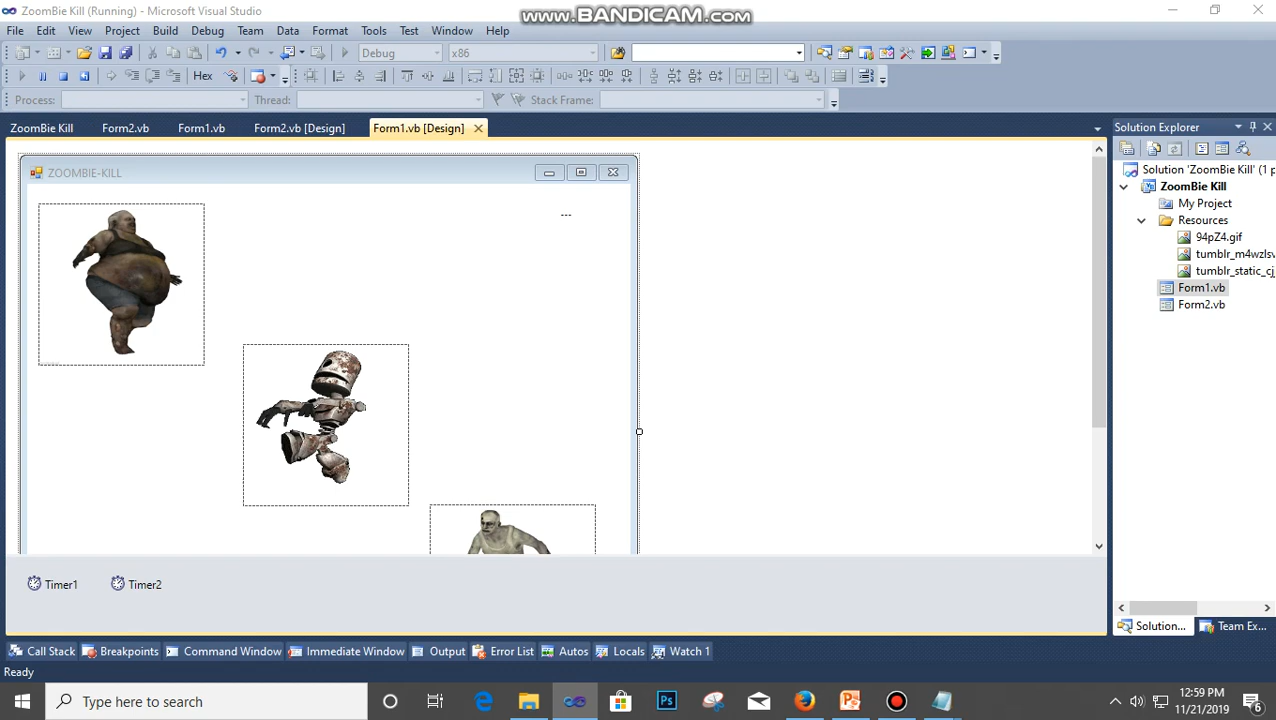 ZoomBie Kill (Running) - Microsoft Visual Studio
www.BANDICAM.com
File Edit View Project Build Debug Team Data Format Tools Test Window Help
Debug x86
Hex
Process: Thread: Stack Frame:
ZoomBie Kill Form2.vb Form1.vb Form2.vb [Design] Form1.vb [Design]
Solution Explorer
ZOOMBIE-KILL
---
Solution 'ZoomBie Kill' (1 p
ZoomBie Kill
My Project
Resources
94pZ4.gif
tumblr_m4wzlsv
tumblr_static_cj
Form1.vb
Form2.vb
Timer1 Timer2
Solution... Team Ex...
Call Stack Breakpoints Command Window Immediate Window Output Error List Autos Locals Watch 1
Ready
Type here to search
12:59 PM
11/21/2019
6